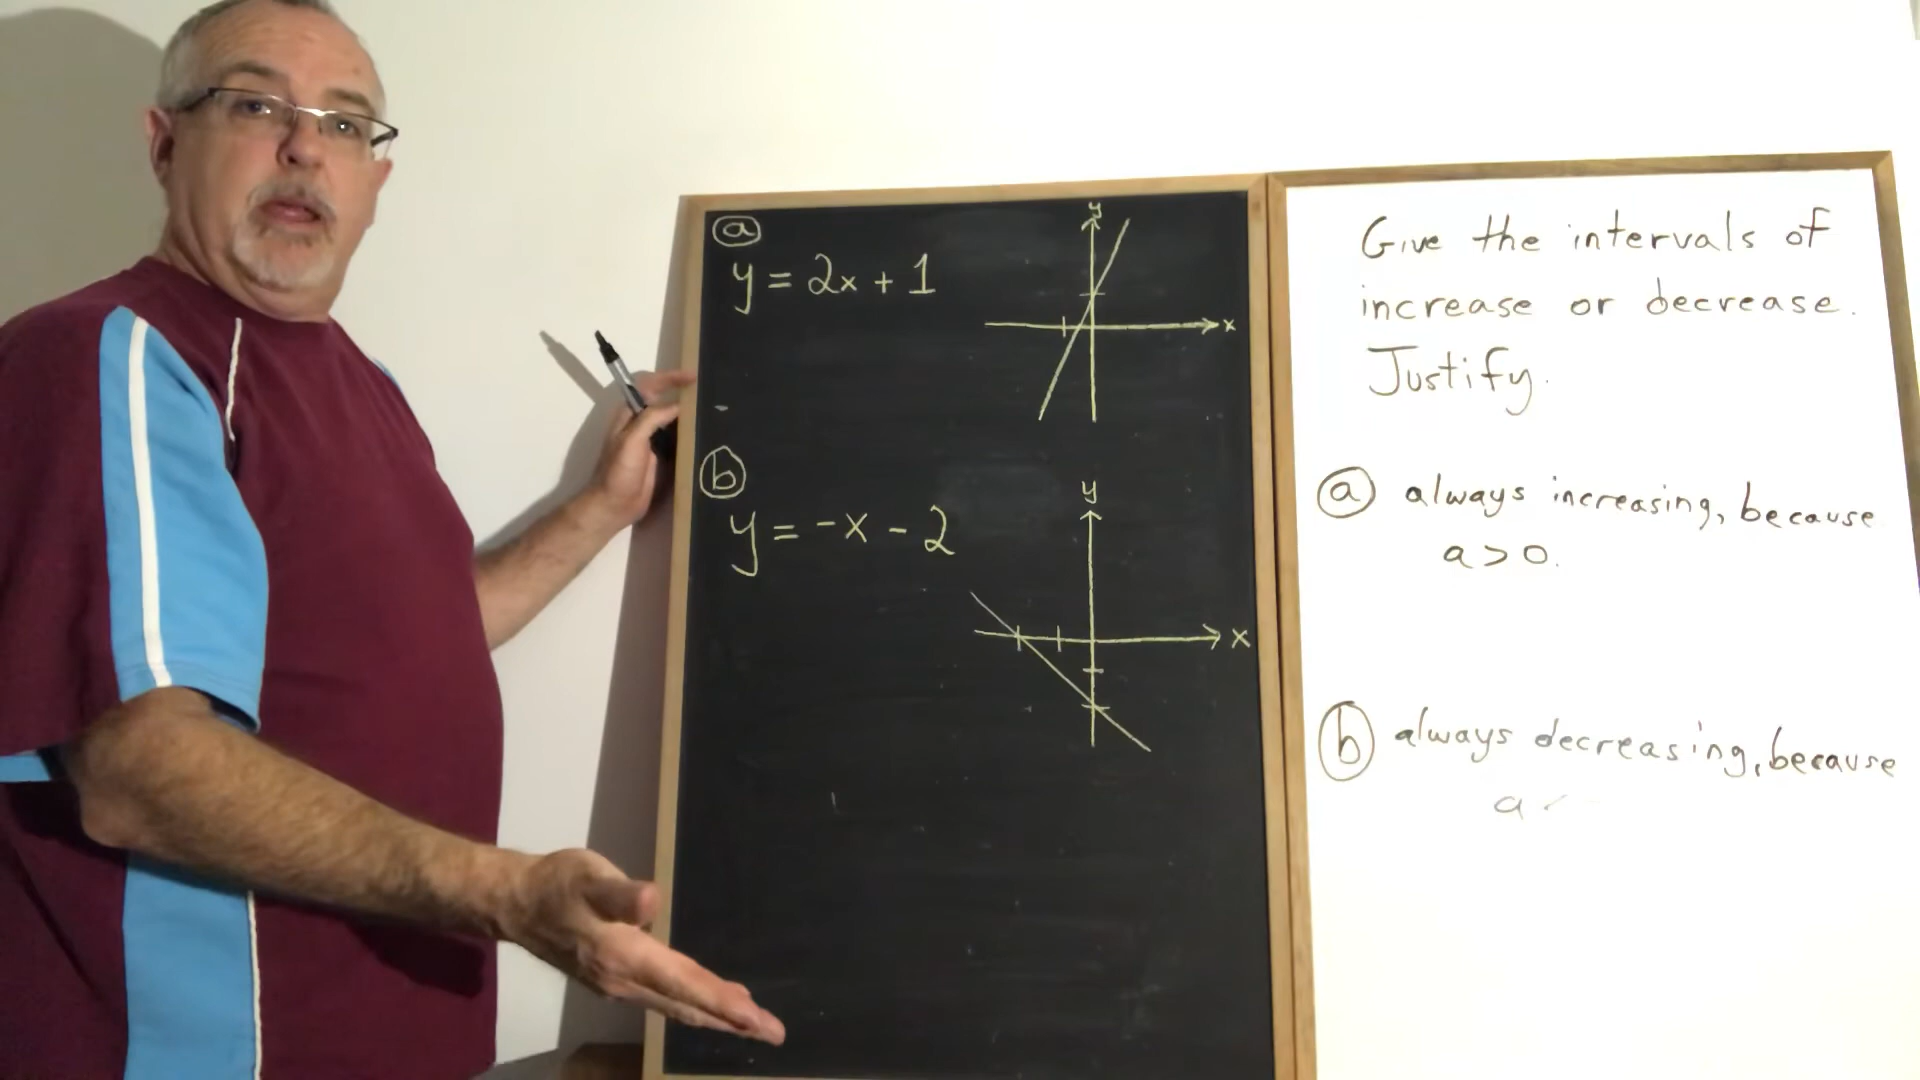 a
y = 2x + 1
y
x
b
y = -x - 2
y
x
Give the intervals of
increase or decrease.
Justify.
a always increasing, because
a > 0.
b always decreasing, because
a <